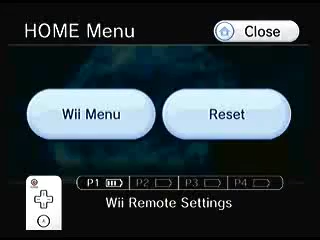 HOME Menu
Close
Wii Menu
Reset
P1 P2 P3 P4
Wii Remote Settings
A